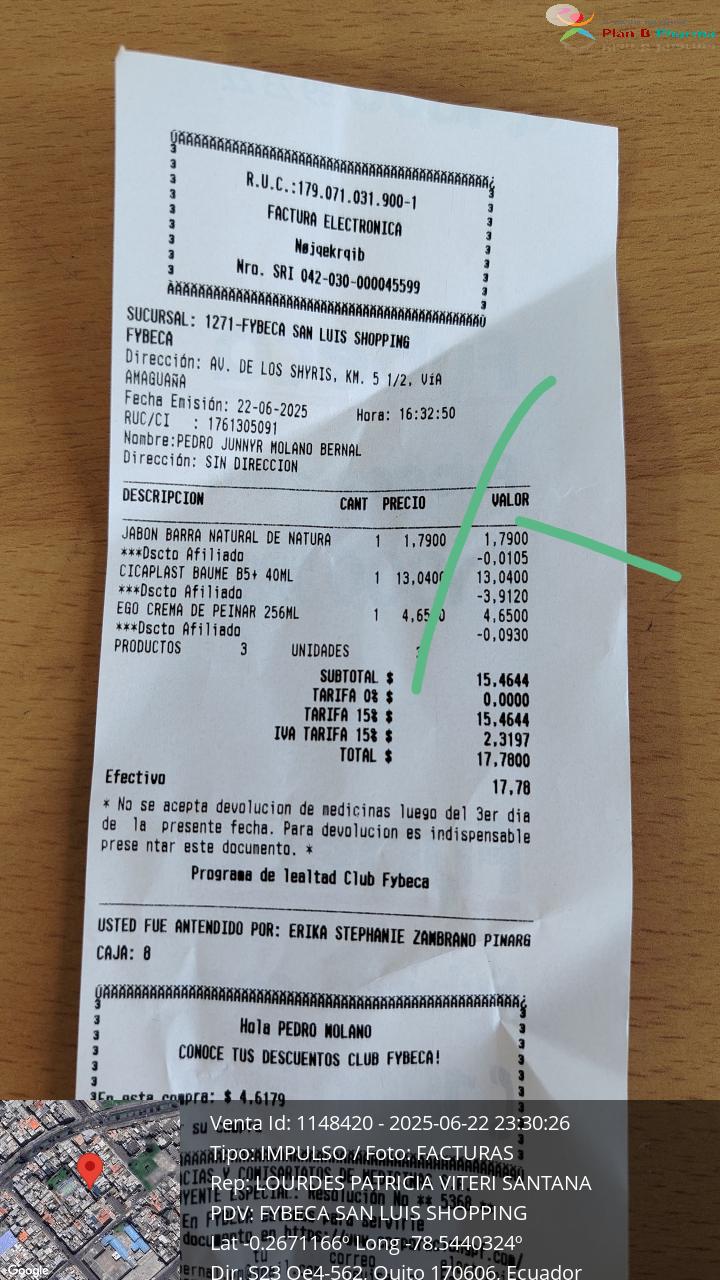 Plan B Pharma
R.U.C.:179.071.031.900-1
FACTURA ELECTRONICA
Nøjqekrqib
Nro. SRI 042-030-000045599
SUCURSAL: 1271-FYBECA SAN LUIS SHOPPING
FYBECA
Dirección: AV. DE LOS SHYRIS, KM. 5 1/2, VíA
AMAGUAÑA
Fecha Emisión: 22-06-2025 Hora: 16:32:50
RUC/CI : 1761305091
Nombre:PEDRO JUNNYR MOLANO BERNAL
Dirección: SIN DIRECCION
DESCRIPCION CANT PRECIO VALOR
JABON BARRA NATURAL DE NATURA 1 1,7900 1,7900
***Dscto Afiliado -0,0105
CICAPLAST BAUME B5+ 40ML 1 13,0400 13,0400
***Dscto Afiliado -3,9120
EGO CREMA DE PEINAR 256ML 1 4,6500 4,6500
***Dscto Afiliado -0,0930
PRODUCTOS 3 UNIDADES
SUBTOTAL $ 15,4644
TARIFA 0% $ 0,0000
TARIFA 15% $ 15,4644
IVA TARIFA 15% $ 2,3197
TOTAL $ 17,7800
Efectivo 17,78
* No se acepta devolucion de medicinas luego del 3er dia
de la presente fecha. Para devolucion es indispensable
prese ntar este documento. *
Programa de lealtad Club Fybeca
USTED FUE ANTENDIDO POR: ERIKA STEPHANIE ZAMBRANO PINARG
CAJA: 8
Hola PEDRO MOLANO
CONOCE TUS DESCUENTOS CLUB FYBECA!
En esta compra: $ 4.6179
Venta Id: 1148420 - 2025-06-22 23:30:26
Tipo: IMPULSO / Foto: FACTURAS
Rep: LOURDES PATRICIA VITERI SANTANA
PDV: FYBECA SAN LUIS SHOPPING
Lat -0.2671166º Long -78.5440324º
Dir. S23 Oe4-562, Quito 170606, Ecuador
Google